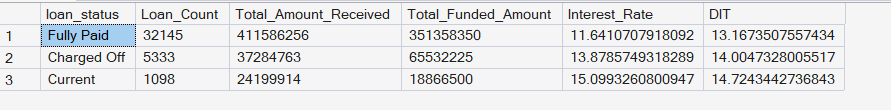 loan_status Loan_Count Total_Amount_Received Total_Funded_Amount Interest_Rate DIT
1 Fully Paid 32145 411586256 351358350 11.6410707918092 13.1673507557434
2 Charged Off 5333 37284763 65532225 13.8785749318289 14.0047328005517
3 Current 1098 24199914 18866500 15.0993260800947 14.7243442736843